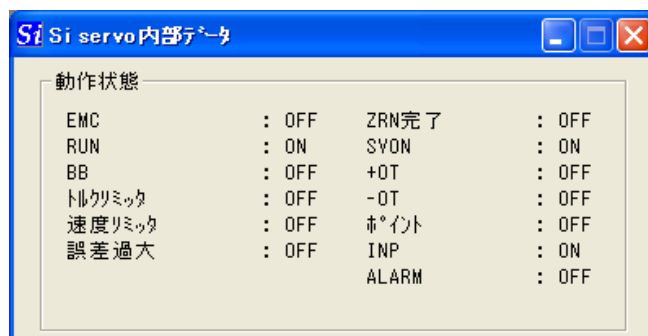 Si Si servo内部ﾃﾞｰﾀ
動作状態
EMC : OFF ZRN完了 : OFF
RUN : ON SVON : ON
BB : OFF +OT : OFF
ﾄﾙｸﾘﾐｯﾀ : OFF -OT : OFF
速度ﾘﾐｯﾀ : OFF ﾎﾟｲﾝﾄ : OFF
誤差過大 : OFF INP : ON
ALARM : OFF